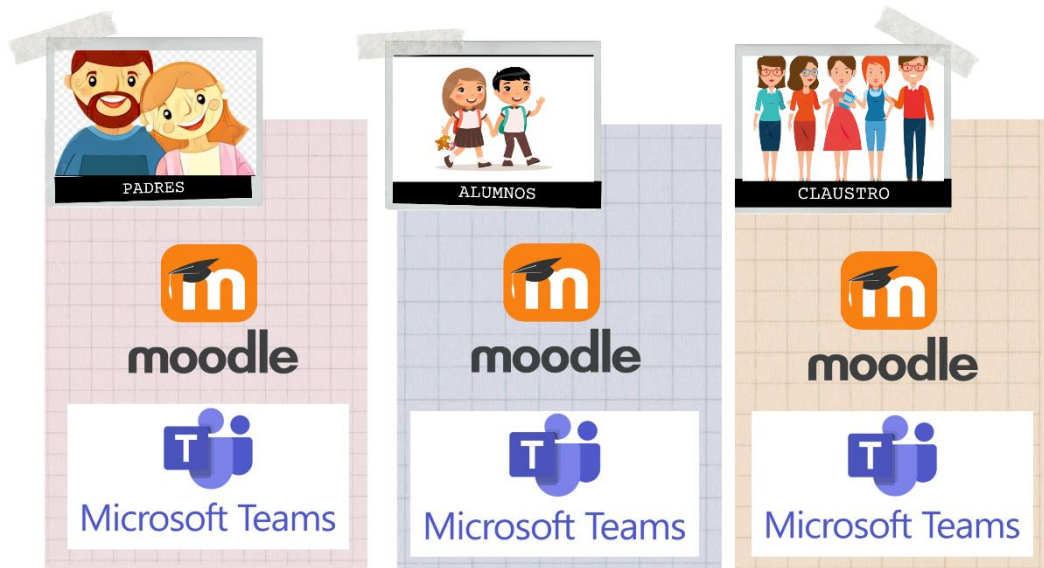 PADRES
moodle
T
Microsoft Teams
ALUMNOS
moodle
T
Microsoft Teams
CLAUSTRO
moodle
T
Microsoft Teams